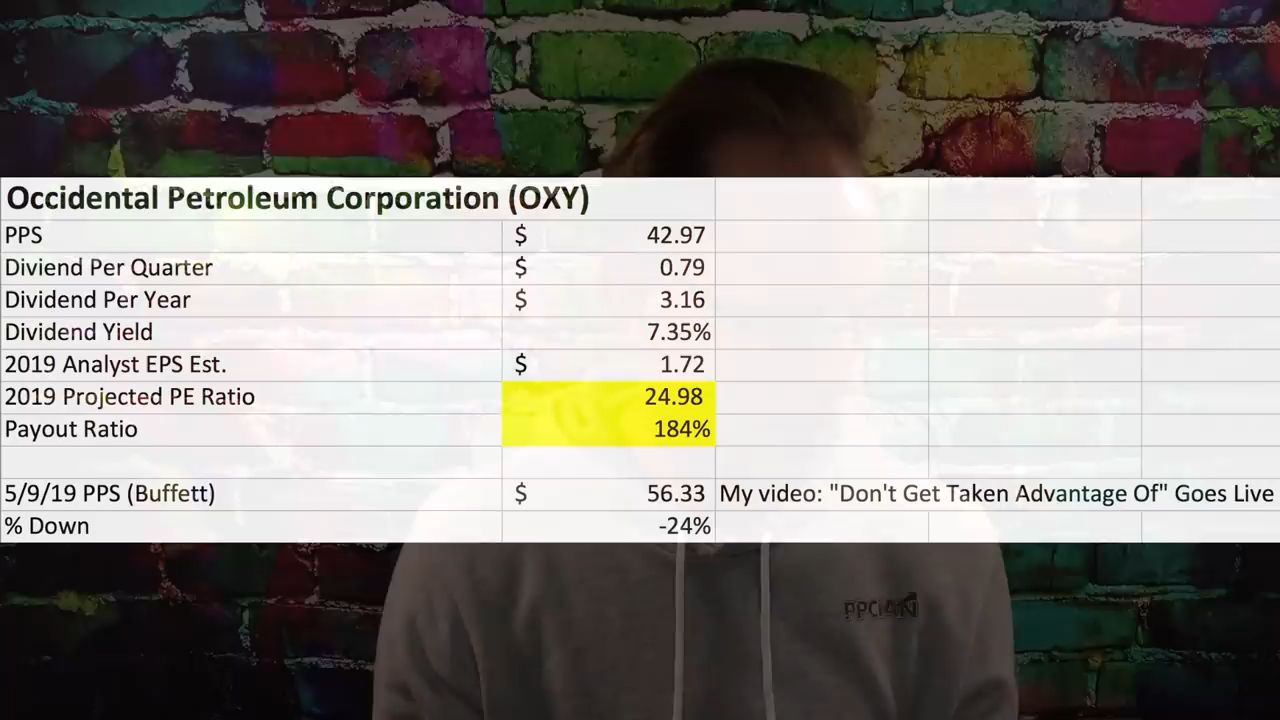 Occidental Petroleum Corporation (OXY)
PPS $ 42.97
Diviend Per Quarter $ 0.79
Dividend Per Year $ 3.16
Dividend Yield 7.35%
2019 Analyst EPS Est. $ 1.72
2019 Projected PE Ratio 24.98
Payout Ratio 184%
5/9/19 PPS (Buffett) $ 56.33 My video: "Don't Get Taken Advantage Of" Goes Live
% Down -24%
PPCIAN